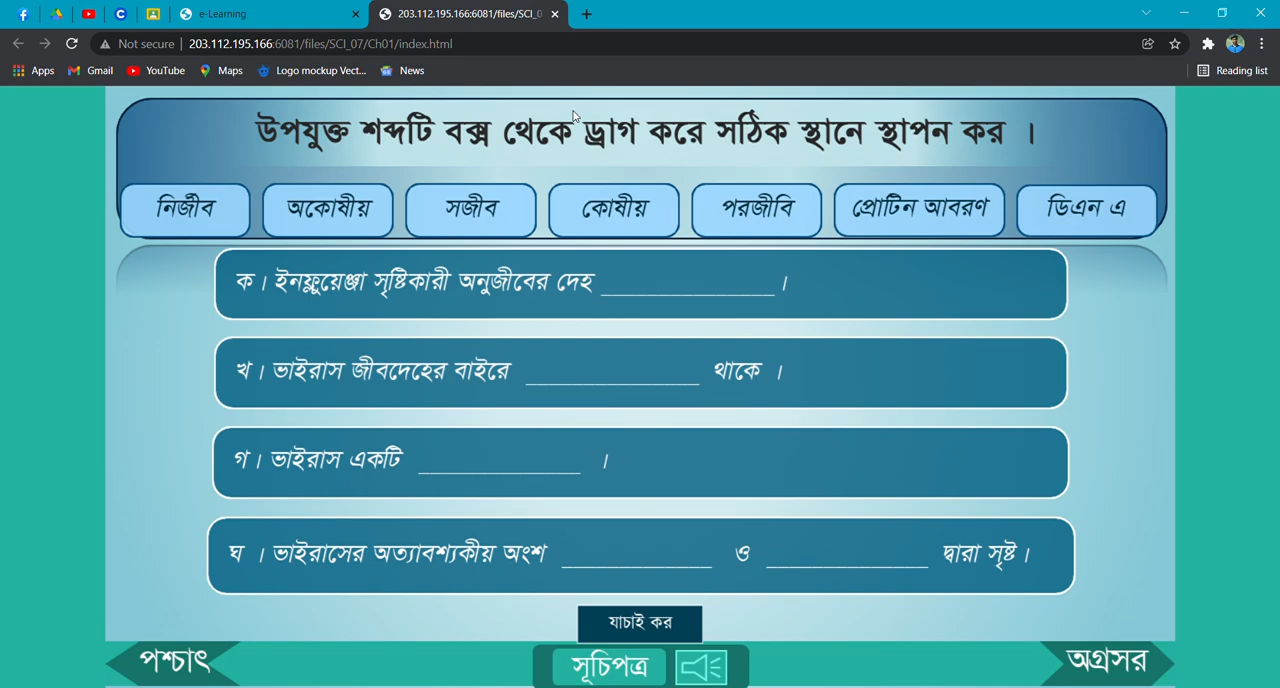 e-Learning
203.112.195.166:6081/files/SCI_0
Not secure
203.112.195.166:6081/files/SCI_07/Ch01/index.html
Apps Gmail YouTube Maps Logo mockup Vect... News Reading list
উপযুক্ত শব্দটি বক্স থেকে ড্রাগ করে সঠিক স্থানে স্থাপন কর ।
নির্জীব অকোষীয় সজীব কোষীয় পরজীবি প্রোটিন আবরণ ডিএন এ
ক। ইনফ্লুয়েঞ্জা সৃষ্টিকারী অনুজীবের দেহ _______________ ।
খ। ভাইরাস জীবদেহের বাইরে _______________ থাকে ।
গ। ভাইরাস একটি ______________ ।
ঘ । ভাইরাসের অত্যাবশ্যকীয় অংশ _____________ ও ______________ দ্বারা সৃষ্ট।
যাচাই কর
পশ্চাৎ সূচিপত্র অগ্রসর